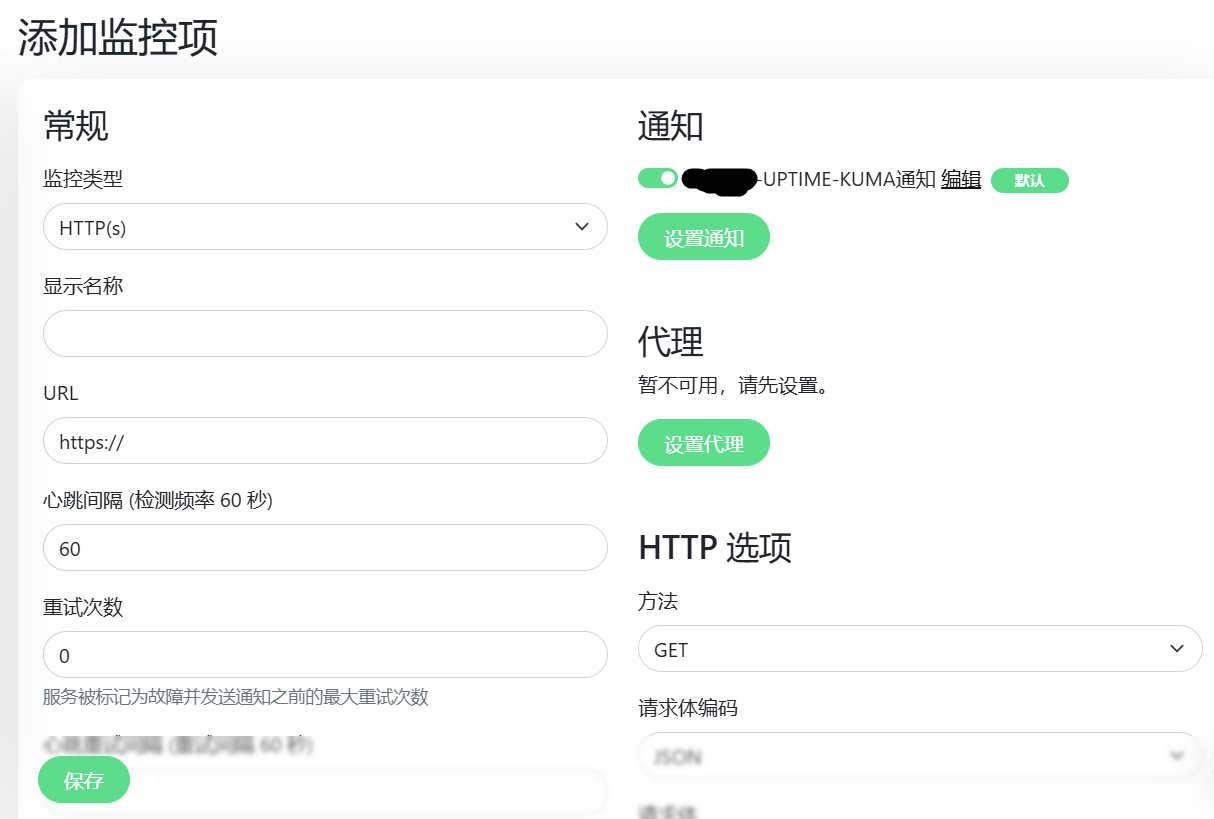 添加监控项
常规
监控类型
HTTP(s)
显示名称
URL
https://
心跳间隔 (检测频率 60 秒)
60
重试次数
0
服务被标记为故障并发送通知之前的最大重试次数
心跳重试间隔 (重试间隔 60 秒)
保存
通知
-UPTIME-KUMA通知 编辑 默认
设置通知
代理
暂不可用，请先设置。
设置代理
HTTP 选项
方法
GET
请求体编码
JSON
请求体